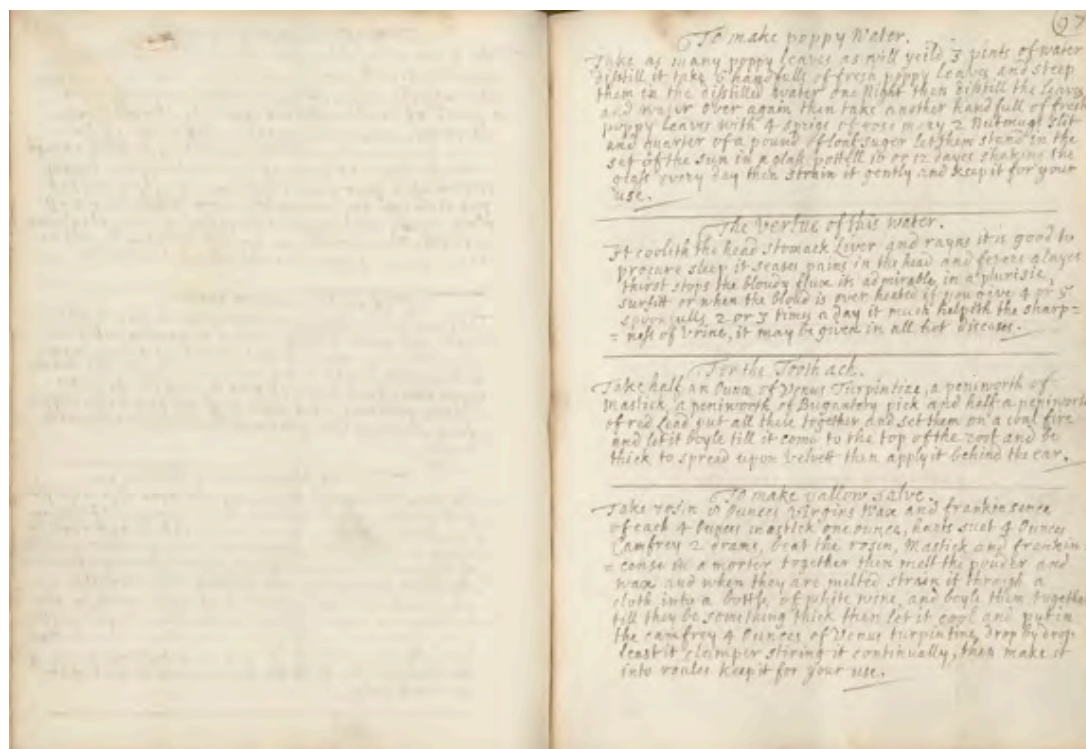 97
To make poppy Water.
Take as many poppy leaves as will yeild 3 pints of water
distill it take handfulls of fresh poppy leaves and steep
them in the distilled water one Night then distill the leaves
and water over again then take another handfull of fresh
poppy leaves with 4 sprigs of rose mary 2 Nutmugs slit
and quarter of a pound of loaf suger let them stand in the
set of the sun in a glass 10 or 12 dayes shaking the
glass every day then strain it gently and keep it for your
use.
The Vertue of this water.
It coolith the head stomack Liver and rayns it is good to
procure sleep it seases pains in the head and alayes
thirst stops the bloudy flux its admirable in a plurisie,
surfitt or when the bloud is over heated if you give 4 or 5
spoonfulls 2 or 3 times a day it much helpith the sharp=
=ness of Urine, it may be given in all hot diseases.
For the Tooth ach.
Take half an Ounce of Venus Turpintine, a peniworth of
Mastick, a peniworth of pick and half a peniworth
of red Lead put all these together and set them on a coal fire
and let it boyle till it come to the top of the and be
thick to spread upon Velvett then apply it behind the ear.
To make yallow salve.
Take rosin Ounces Virgins Wax and frankinsence
of each 4 Ounces mastick one ounce, harts suet 4 Ounces
Camfrey 2 drams, beat the rosin, Mastick and frankin=
=cense in a morter together then melt the pouder and
wax and when they are melted strain it through a
cloth into a bottle of white wine, and boyle them together
till they be something thick then let it cool and put in
the camfrey 4 Ounces of Venus turpintine drop by drop
least it clumper stiring it continually, then make it
into roules keep it for your use.